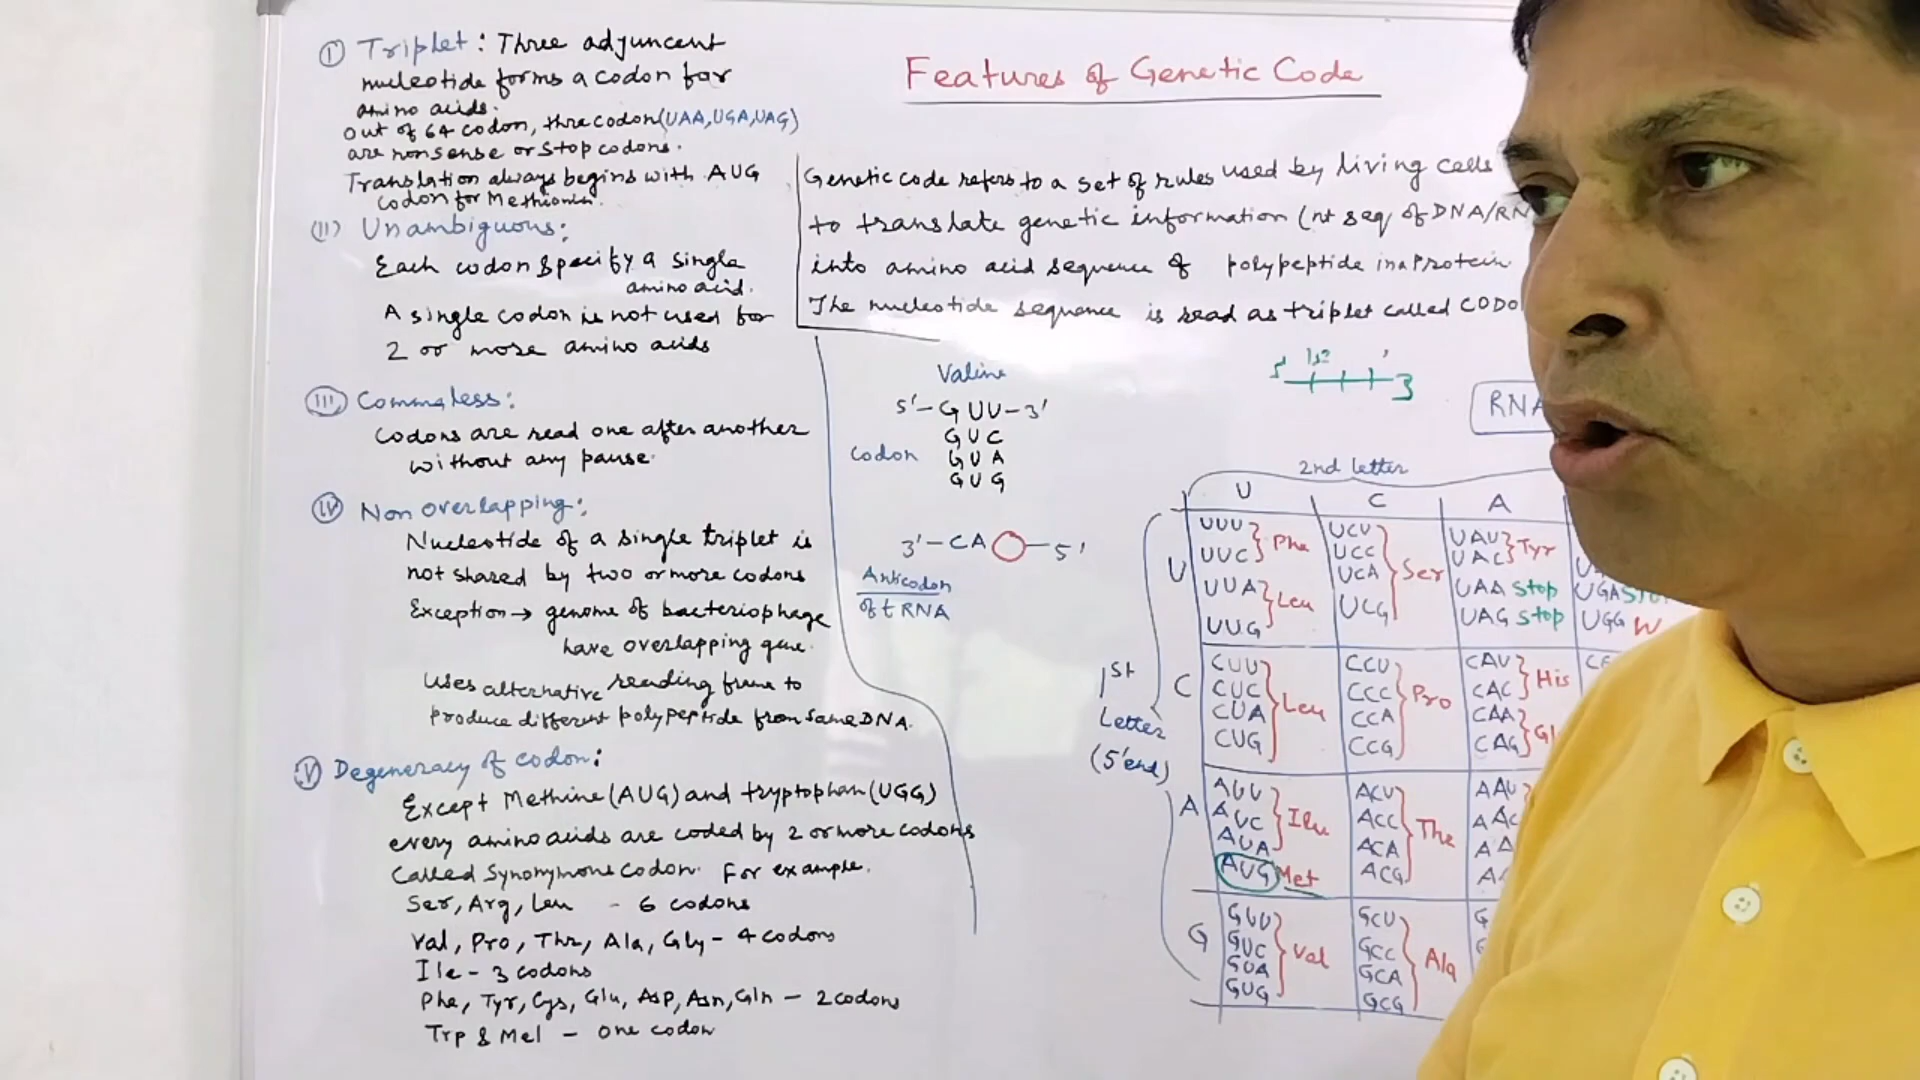 Features of Genetic Code
(I) Triplet: Three adjuncent
nucleotide forms a codon for
amino acids.
out of 64 codon, thre codon (UAA, UGA, UAG)
are nonsense or stop codons.
Translation always begins with AUG
codon for Methionin.
(II) Unambiguous:
Each codon specify a single
amino acid.
A single codon is not used for
2 or more amino acids
(III) Commaless:
Codons are read one after another
without any pause.
(IV) Non overlapping:
Nucleotide of a single triplet is
not shared by two or more codons
Exception → genome of bacteriophage
have overlapping gene.
Uses alternative reading frame to
produce different polypeptide from same DNA.
(V) Degeneracy of codon:
Except Methine (AUG) and tryptophan (UGG)
every amino acids are coded by 2 or more codons
called Synonymous codon. For example.
Ser, Arg, Leu - 6 codons
Val, Pro, Thr, Ala, Gly - 4 codons
Ile - 3 codons
Phe, Tyr, Cys, Glu, Asp, Asn, Gln - 2 codons
Trp & Mel - one codon
Genetic code refers to a set of rules used by living cells
to translate genetic information (nt seq of DNA/RN
into amino acid sequence of polypeptide in a protein
The nucleotide sequence is read as triplet called CODO
Valine
5'-GUU-3'
GUC
Codon GUA
GUG
3'-CA -5'
Anticodon
of tRNA
5' 3
RNA
2nd letter
U C A
1st
Letter
(5'end)
U
UUU UCU UAU
UUC Phe UCC UAC Tyr
UUA UCA Ser UAA Stop UGA
UUG Leu UCG UAG Stop UGG W
C
CUU CCU CAU
CUC CCC CAC His
CUA Leu CCA Pro CAA
CUG CCG CAG
A
AUU ACU AAU
AUC Ilu ACC AAC
AUA ACA The
AUG Met ACG
G
GUU GCU
GUC GCC
GUA Val GCA Ala
GUG GCG